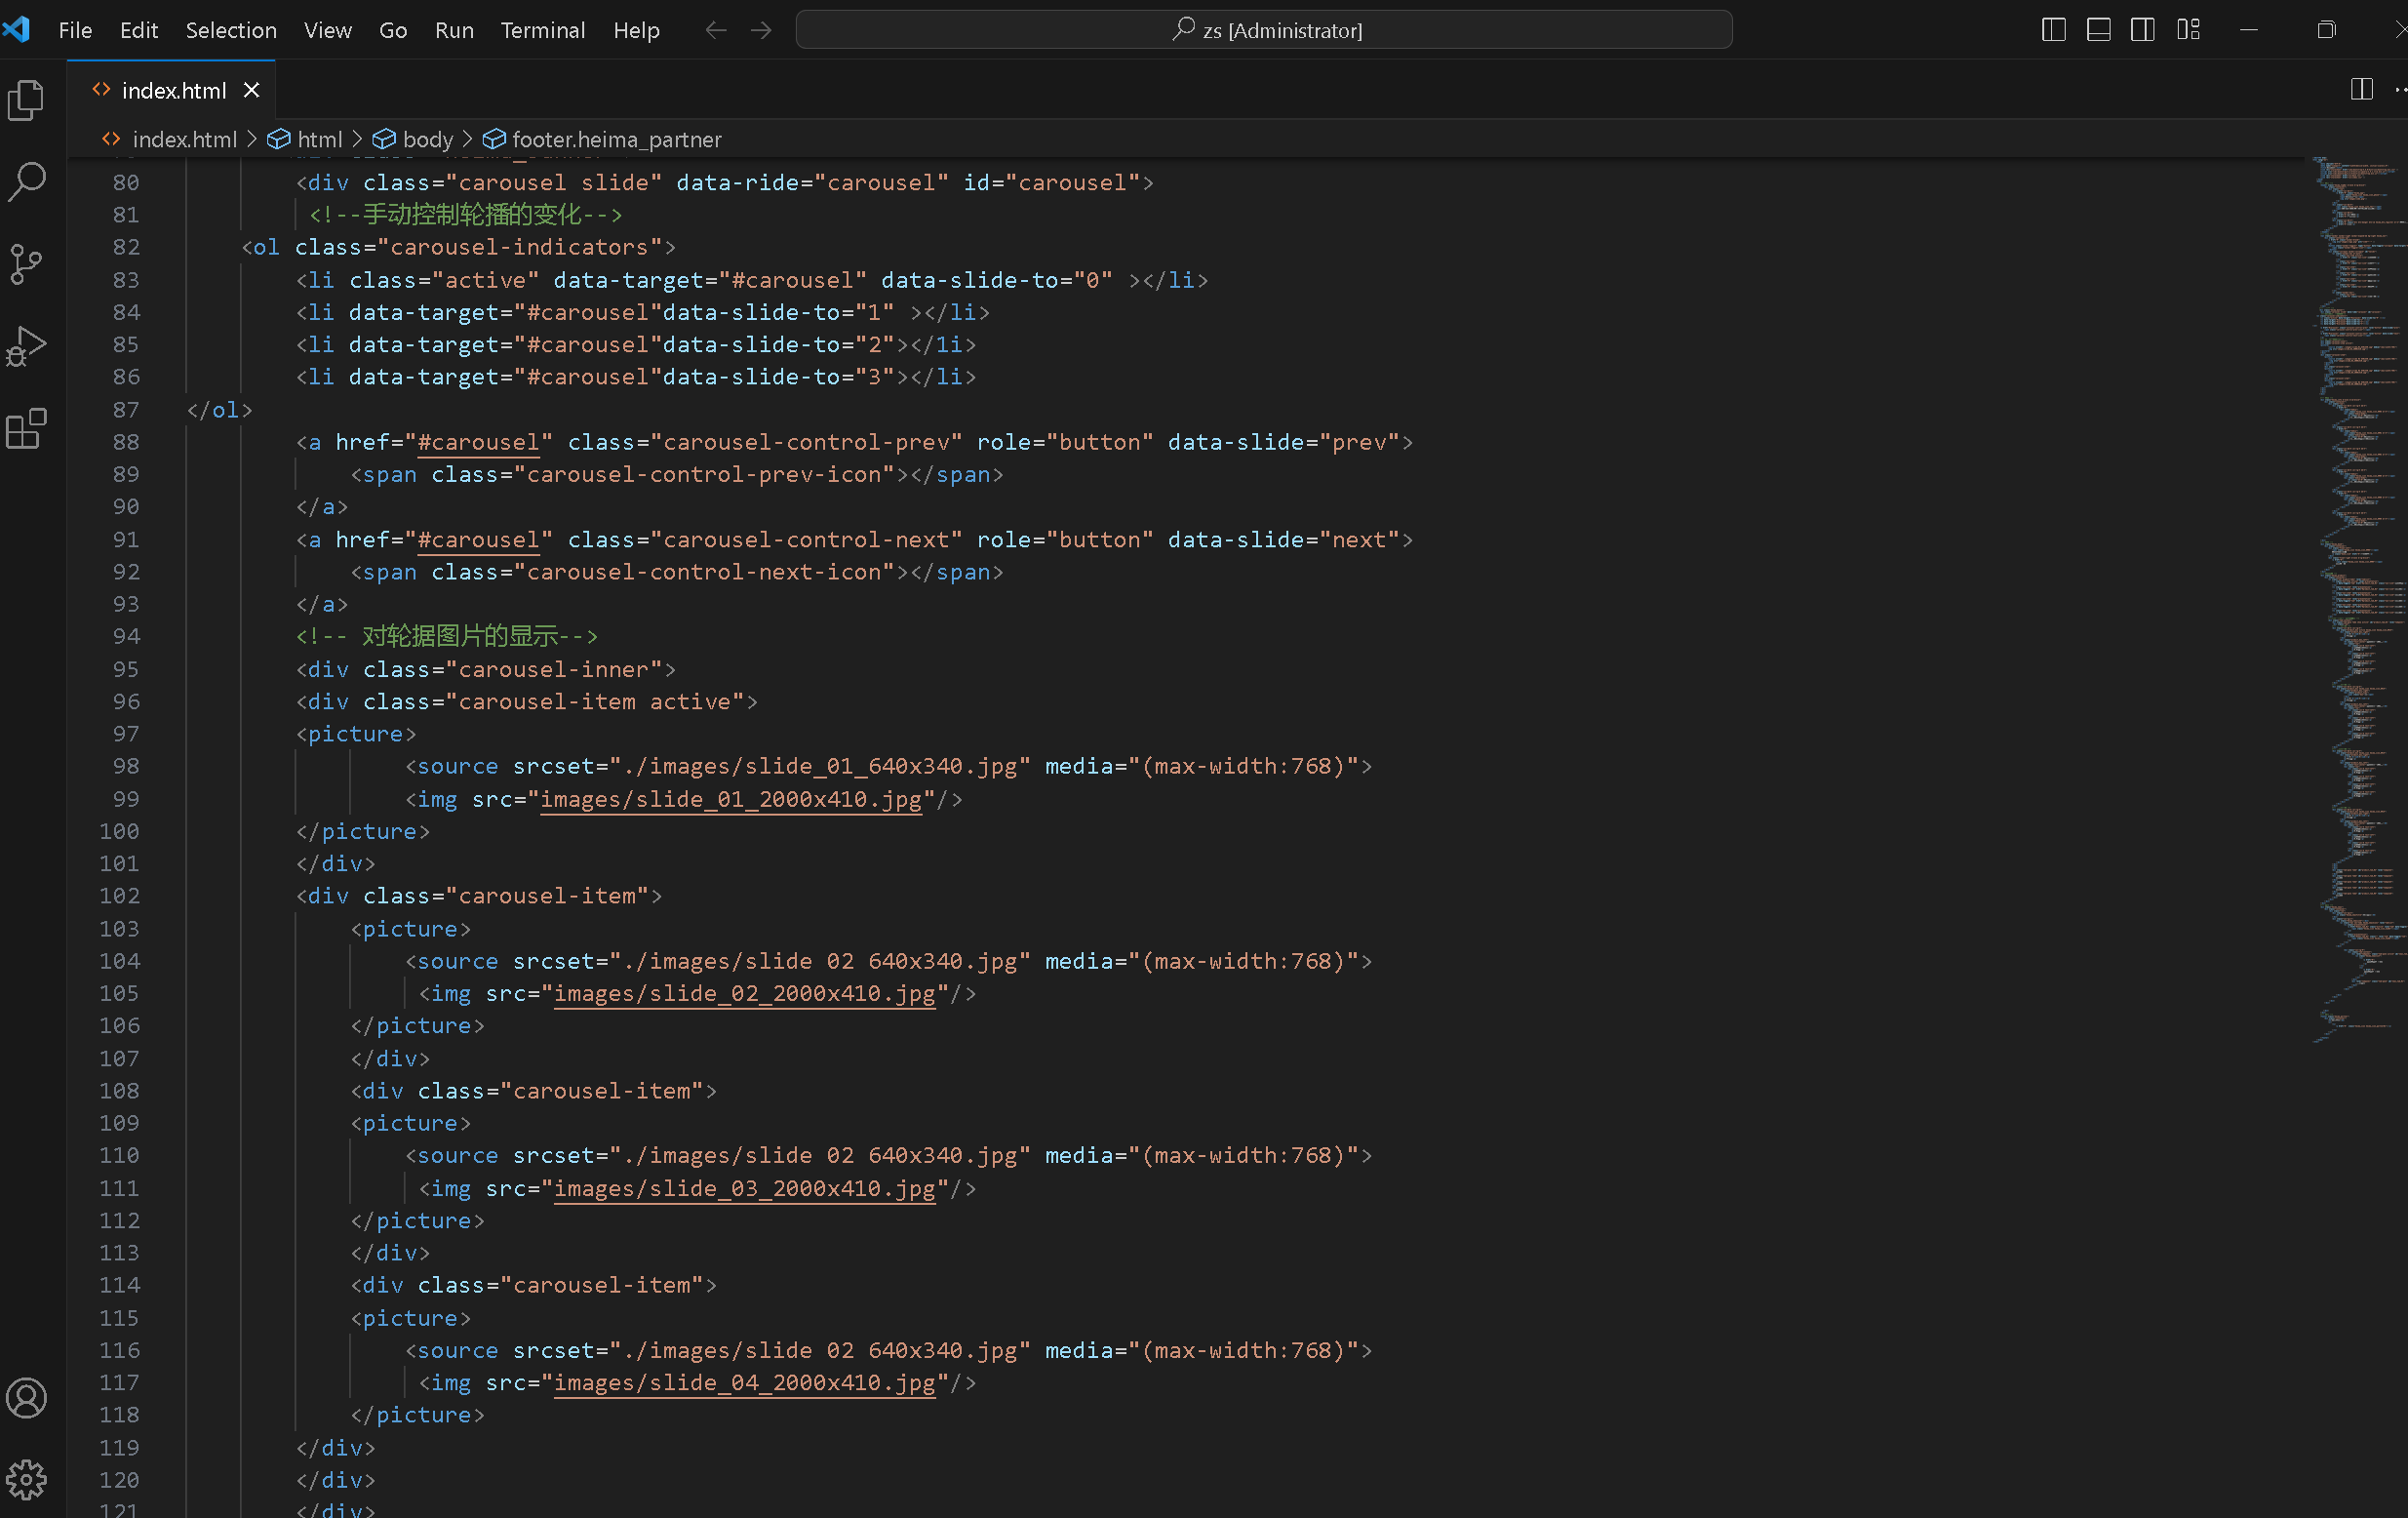 File Edit Selection View Go Run Terminal Help
zs [Administrator]
index.html
index.html > html > body > footer.heima_partner
80 <div class="carousel slide" data-ride="carousel" id="carousel">
81 <!--手动控制轮播的变化-->
82 <ol class="carousel-indicators">
83 <li class="active" data-target="#carousel" data-slide-to="0" ></li>
84 <li data-target="#carousel"data-slide-to="1" ></li>
85 <li data-target="#carousel"data-slide-to="2"></1i>
86 <li data-target="#carousel"data-slide-to="3"></li>
87 </ol>
88 <a href="#carousel" class="carousel-control-prev" role="button" data-slide="prev">
89 <span class="carousel-control-prev-icon"></span>
90 </a>
91 <a href="#carousel" class="carousel-control-next" role="button" data-slide="next">
92 <span class="carousel-control-next-icon"></span>
93 </a>
94 <!-- 对轮据图片的显示-->
95 <div class="carousel-inner">
96 <div class="carousel-item active">
97 <picture>
98 <source srcset="./images/slide_01_640x340.jpg" media="(max-width:768)">
99 <img src="images/slide_01_2000x410.jpg"/>
100 </picture>
101 </div>
102 <div class="carousel-item">
103 <picture>
104 <source srcset="./images/slide 02 640x340.jpg" media="(max-width:768)">
105 <img src="images/slide_02_2000x410.jpg"/>
106 </picture>
107 </div>
108 <div class="carousel-item">
109 <picture>
110 <source srcset="./images/slide 02 640x340.jpg" media="(max-width:768)">
111 <img src="images/slide_03_2000x410.jpg"/>
112 </picture>
113 </div>
114 <div class="carousel-item">
115 <picture>
116 <source srcset="./images/slide 02 640x340.jpg" media="(max-width:768)">
117 <img src="images/slide_04_2000x410.jpg"/>
118 </picture>
119 </div>
120 </div>
121 </div>